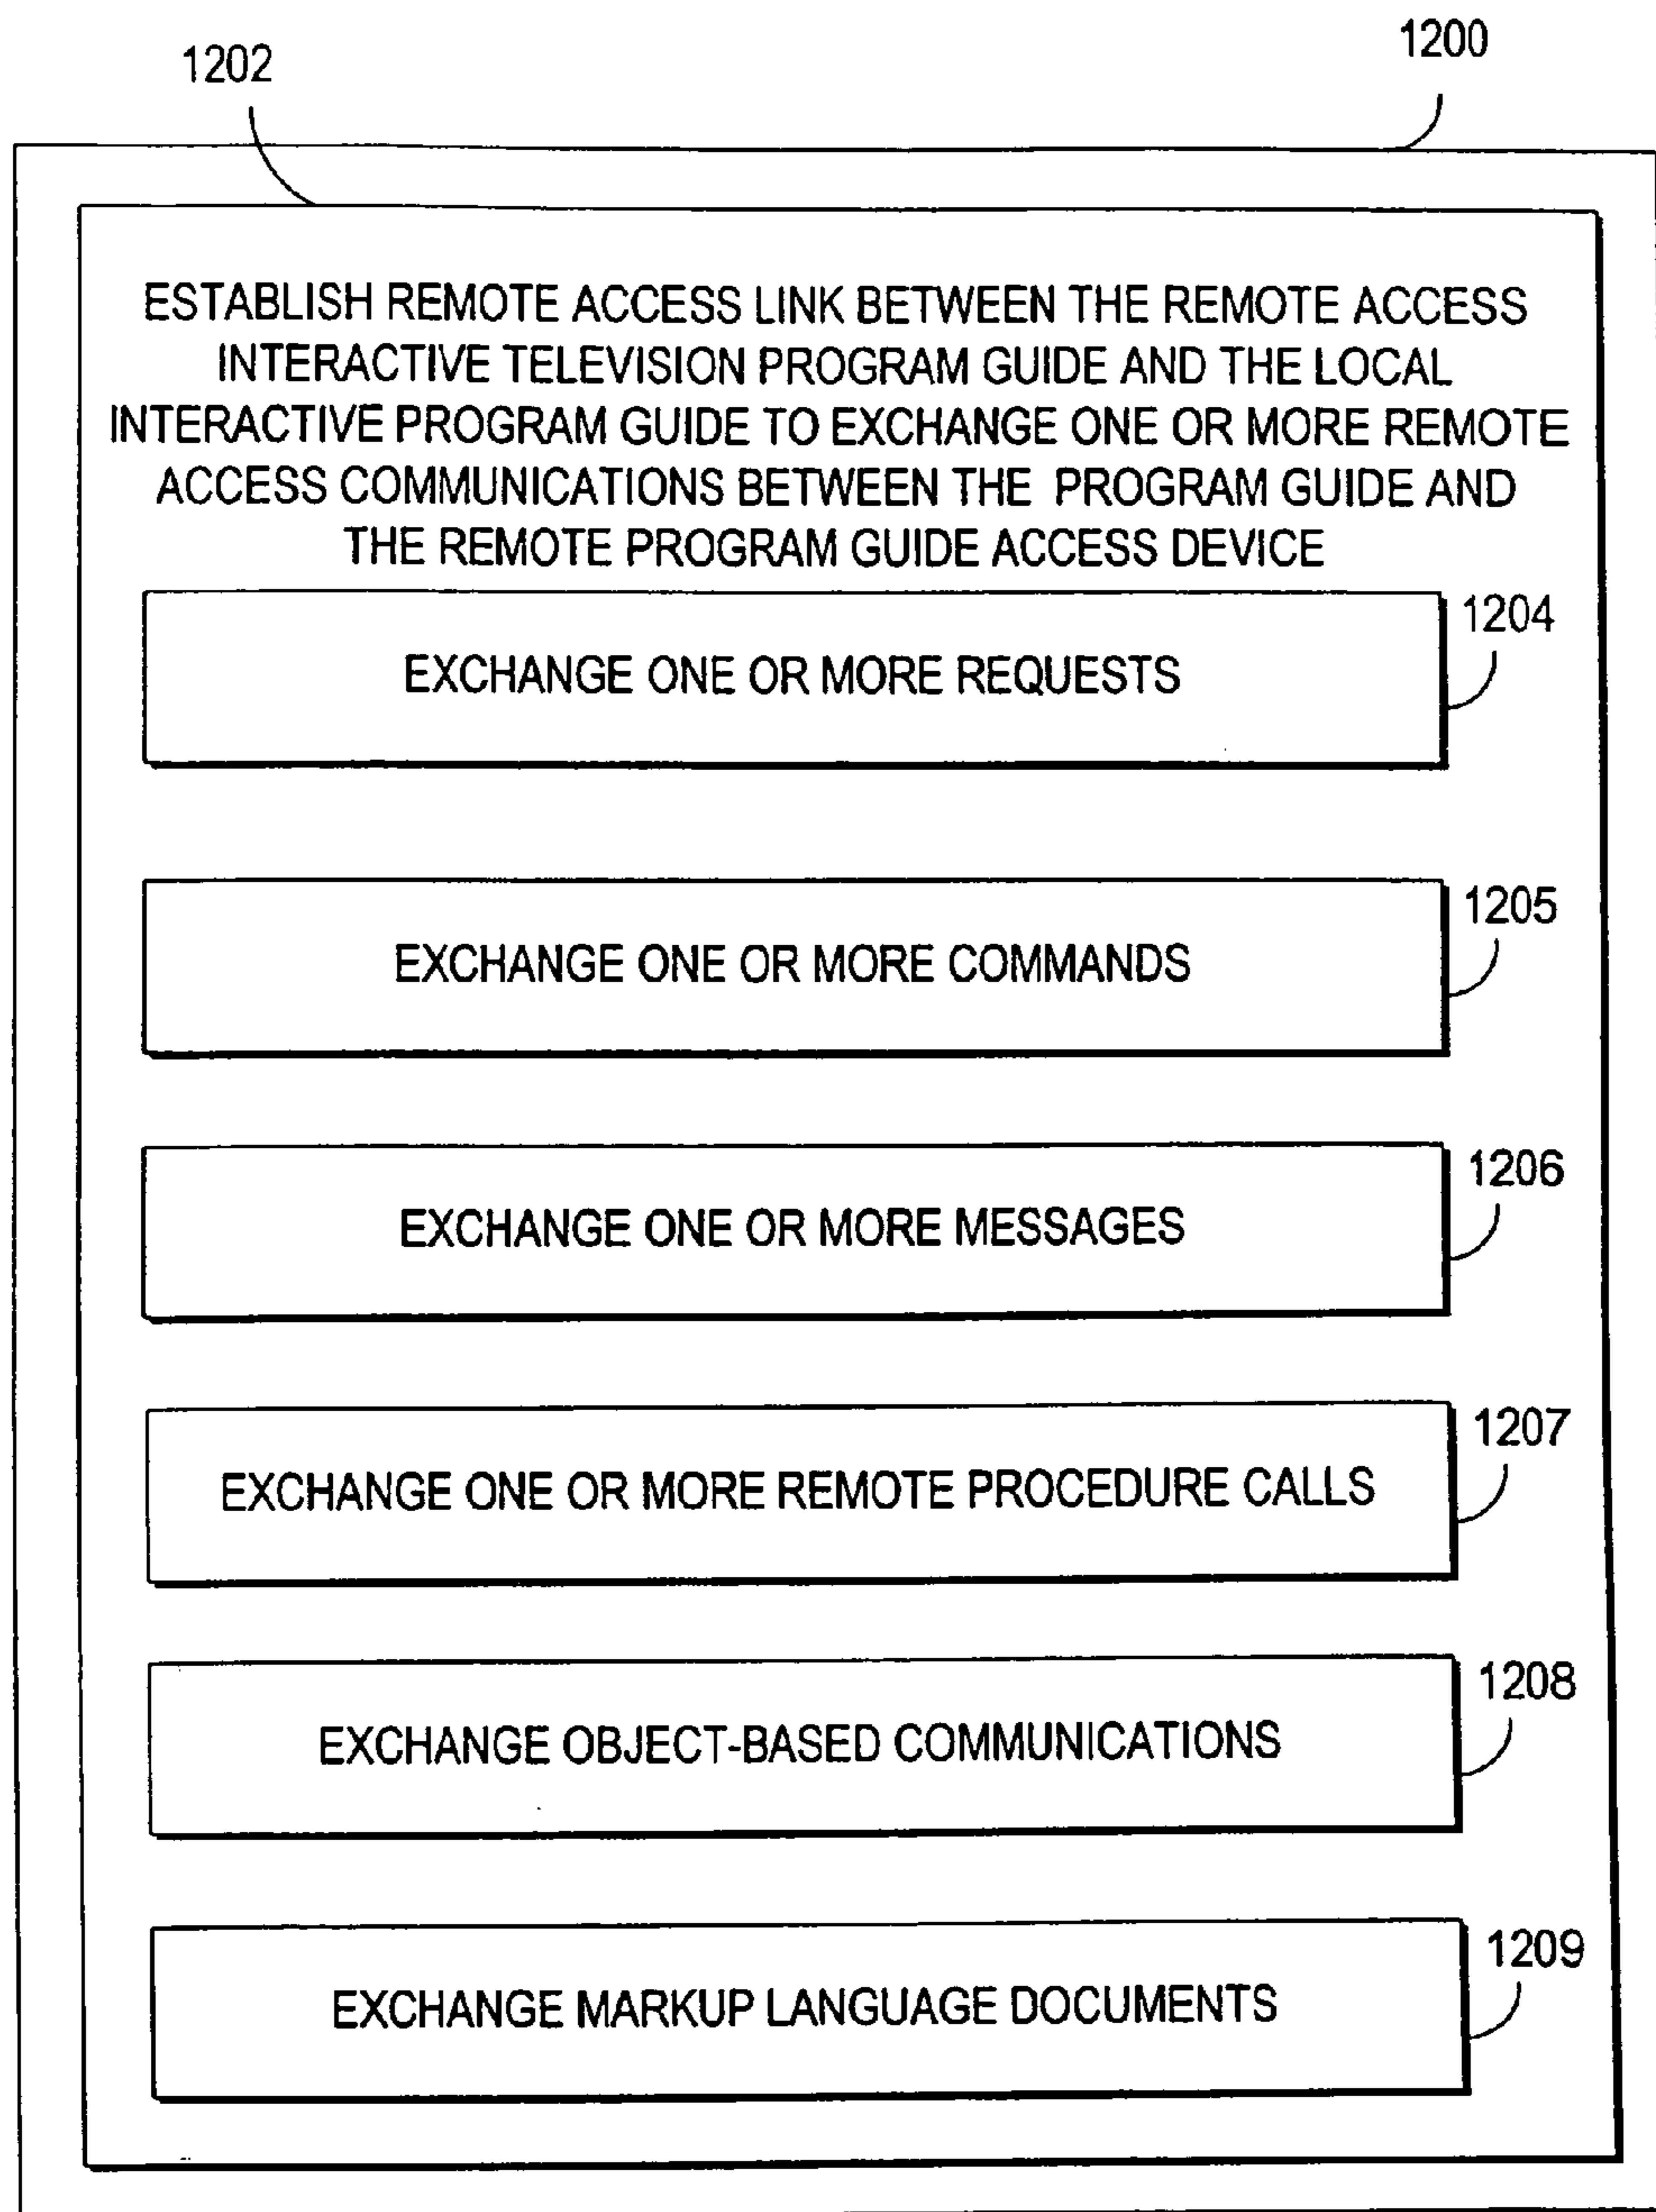 1202
1200
ESTABLISH REMOTE ACCESS LINK BETWEEN THE REMOTE ACCESS
INTERACTIVE TELEVISION PROGRAM GUIDE AND THE LOCAL
INTERACTIVE PROGRAM GUIDE TO EXCHANGE ONE OR MORE REMOTE
ACCESS COMMUNICATIONS BETWEEN THE PROGRAM GUIDE AND
THE REMOTE PROGRAM GUIDE ACCESS DEVICE
1204
EXCHANGE ONE OR MORE REQUESTS
1205
EXCHANGE ONE OR MORE COMMANDS
1206
EXCHANGE ONE OR MORE MESSAGES
1207
EXCHANGE ONE OR MORE REMOTE PROCEDURE CALLS
1208
EXCHANGE OBJECT-BASED COMMUNICATIONS
1209
EXCHANGE MARKUP LANGUAGE DOCUMENTS